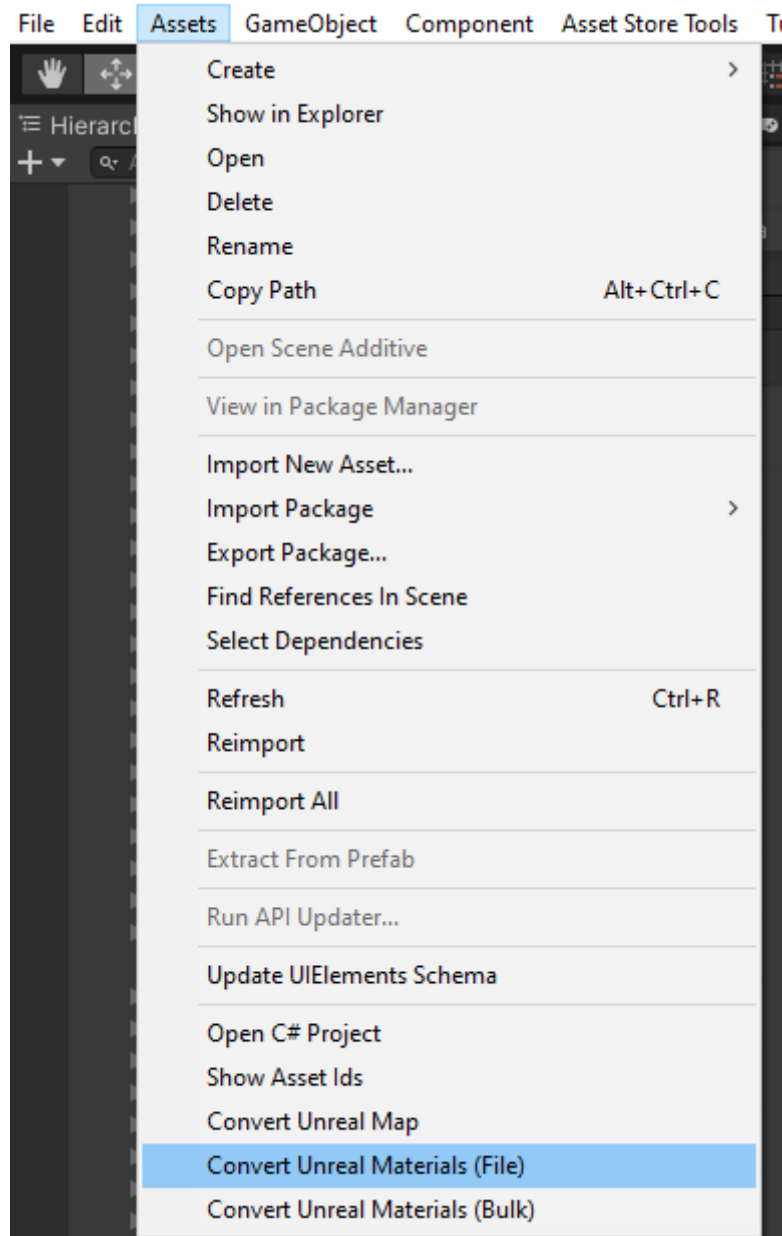 File Edit Assets GameObject Component Asset Store Tools
Hierarc
Create
Show in Explorer
Open
Delete
Rename
Copy Path Alt+Ctrl+C
Open Scene Additive
View in Package Manager
Import New Asset...
Import Package
Export Package...
Find References In Scene
Select Dependencies
Refresh Ctrl+R
Reimport
Reimport All
Extract From Prefab
Run API Updater...
Update UIElements Schema
Open C# Project
Show Asset Ids
Convert Unreal Map
Convert Unreal Materials (File)
Convert Unreal Materials (Bulk)